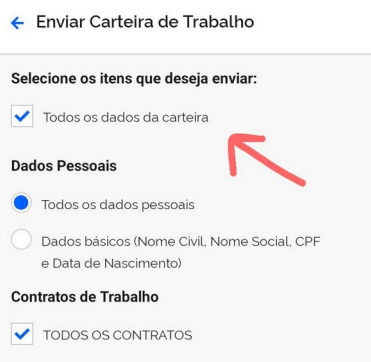 Enviar Carteira de Trabalho
Selecione os itens que deseja enviar:
Todos os dados da carteira
Dados Pessoais
Todos os dados pessoais
Dados básicos (Nome Civil, Nome Social, CPF
e Data de Nascimento)
Contratos de Trabalho
TODOS OS CONTRATOS